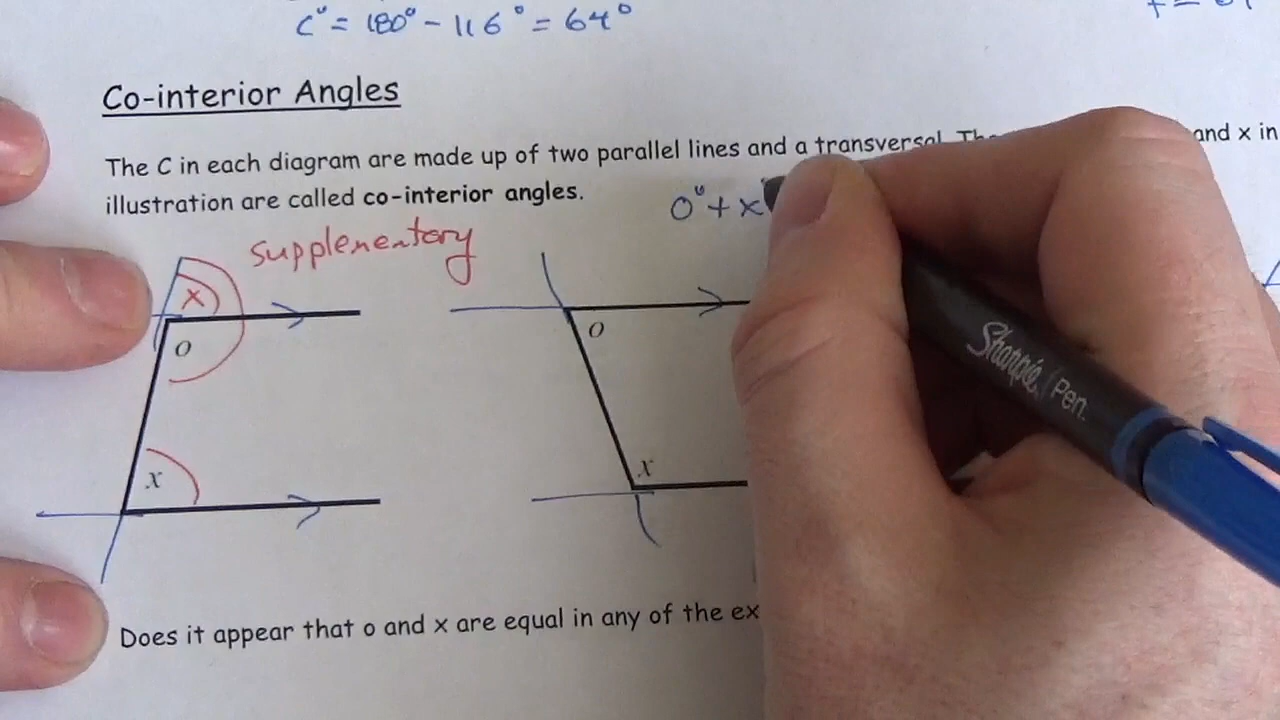 C° = 180° - 116° = 64°
Co-interior Angles
The C in each diagram are made up of two parallel lines and a transversal. and x in
illustration are called co-interior angles.
o° + x
supplementary
x
o
o
x
x
Does it appear that o and x are equal in any of the
Sharpie Pen.